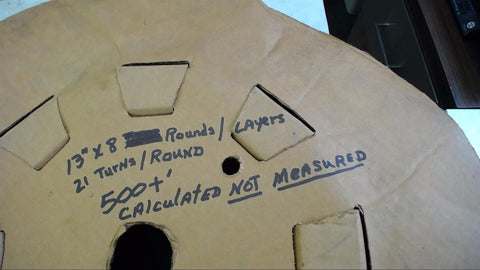 13" x 8 Rounds/LAYERS
21 Turns/ROUND
500+'
CALCULATED NOT MEASURED